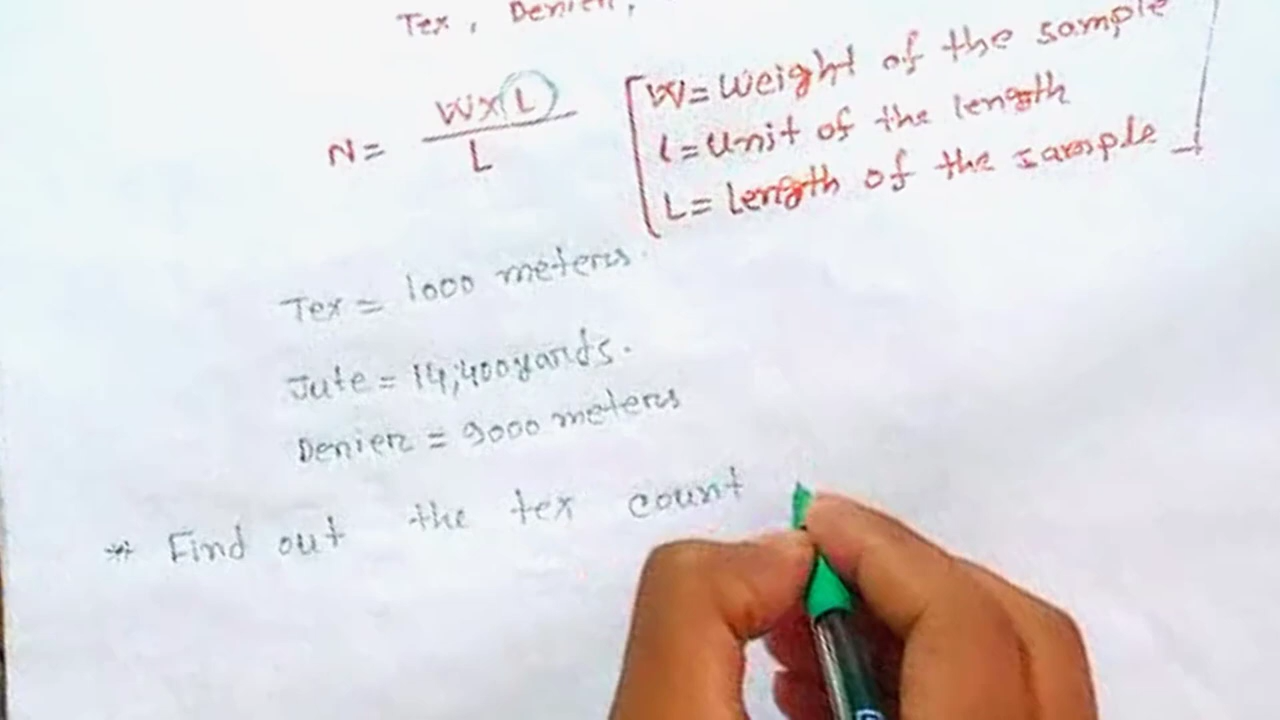 Tex, Denier,
N= W×L
L
[W= Weight of the sample
l= Unit of the length
L= length of the sample]
Tex = 1000 meters.
Jute = 14,400 yards.
Denier = 9000 meters
* Find out the tex count